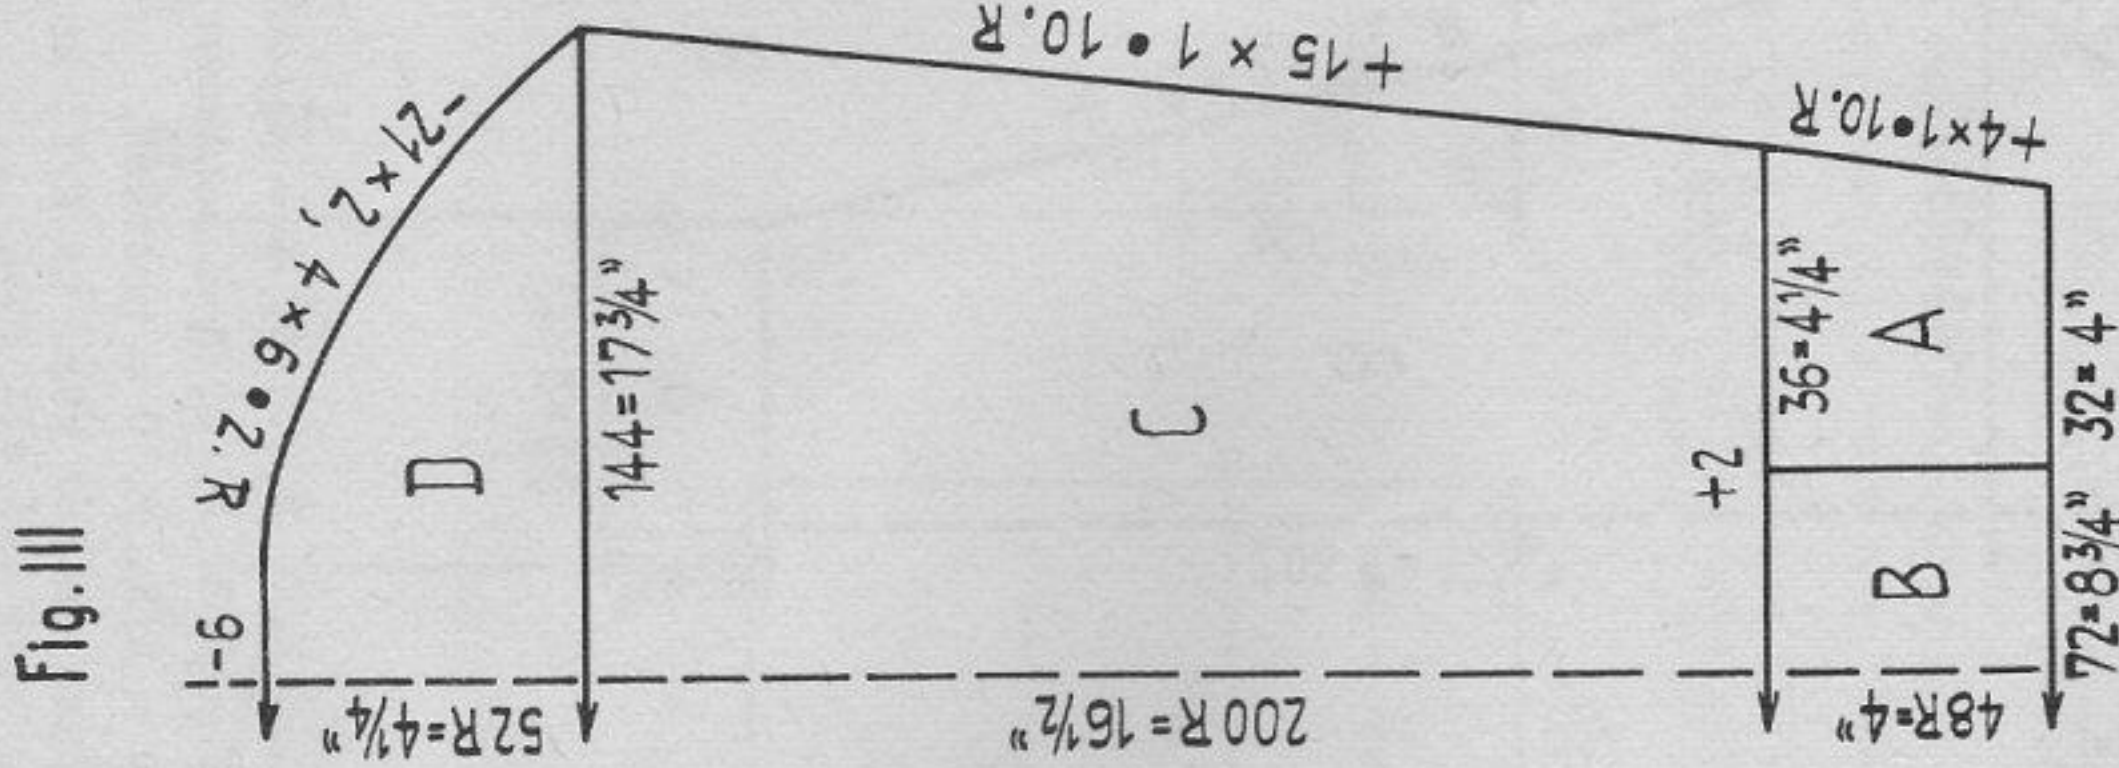 Fig. III
-6
-21×2, 4×6•2.R
D
52R=4¼"
144=17¾"
+15×1•10.R
C
200R=16½"
+2
+4×1•10.R
36=4¼"
B A
48R=4"
72=8¾" 32=4"